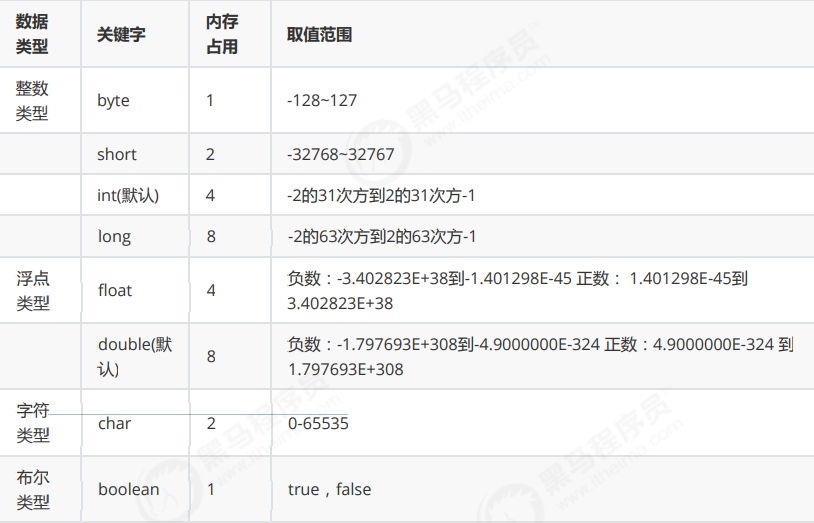 数据类型 关键字 内存占用 取值范围
整数类型 byte 1 -128~127
short 2 -32768~32767
int(默认) 4 -2的31次方到2的31次方-1
long 8 -2的63次方到2的63次方-1
浮点类型 float 4 负数：-3.402823E+38到-1.401298E-45 正数： 1.401298E-45到
3.402823E+38
double(默认) 8 负数：-1.797693E+308到-4.9000000E-324 正数：4.9000000E-324 到
1.797693E+308
字符类型 char 2 0-65535
布尔类型 boolean 1 true，false
黑马程序员
www.itheima.com
黑马程序员
www.itheima.com
黑马程序员
www.itheima.com